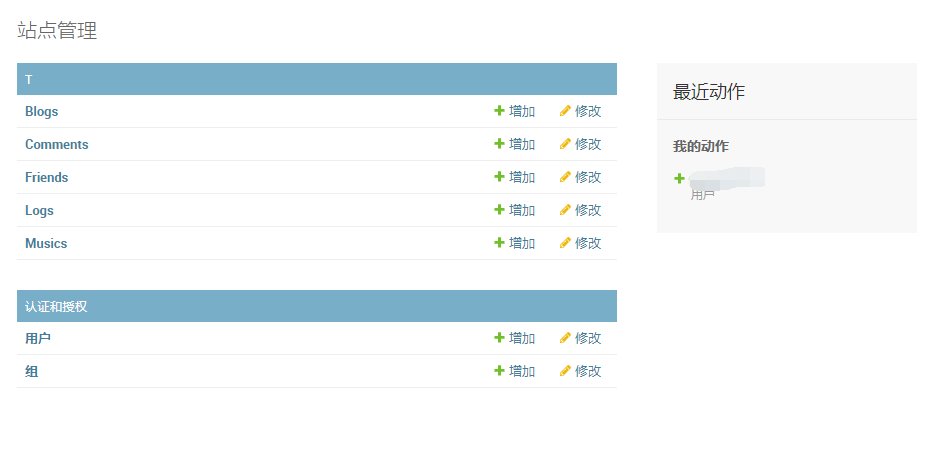 站点管理
T
Blogs 增加 修改
Comments 增加 修改
Friends 增加 修改
Logs 增加 修改
Musics 增加 修改
认证和授权
用户 增加 修改
组 增加 修改
最近动作
我的动作
用户